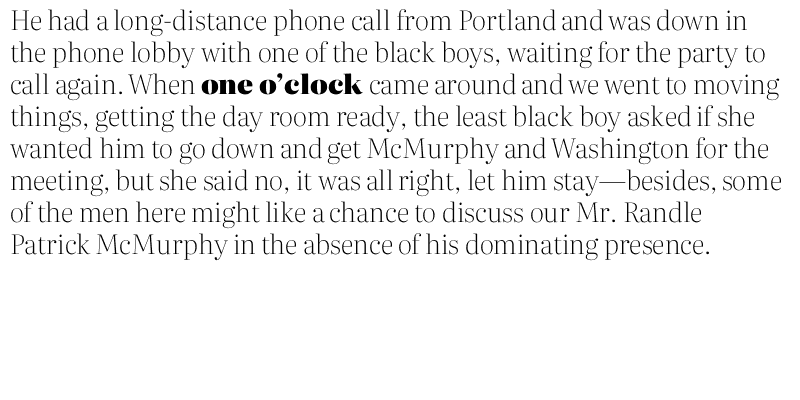 He had a long-distance phone call from Portland and was down in
the phone lobby with one of the black boys, waiting for the party to
call again. When one o’clock came around and we went to moving
things, getting the day room ready, the least black boy asked if she
wanted him to go down and get McMurphy and Washington for the
meeting, but she said no, it was all right, let him stay—besides, some
of the men here might like a chance to discuss our Mr. Randle
Patrick McMurphy in the absence of his dominating presence.